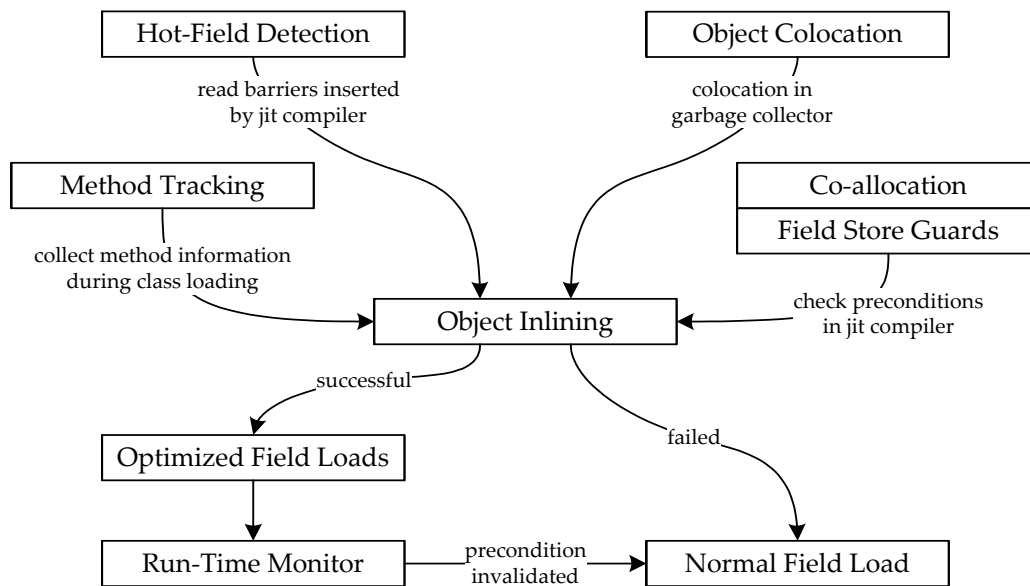 Hot-Field Detection
Object Colocation
read barriers inserted
by jit compiler
colocation in
garbage collector
Method Tracking
Co-allocation
Field Store Guards
collect method information
during class loading
check preconditions
in jit compiler
Object Inlining
successful
failed
Optimized Field Loads
Run-Time Monitor
precondition
invalidated
Normal Field Load